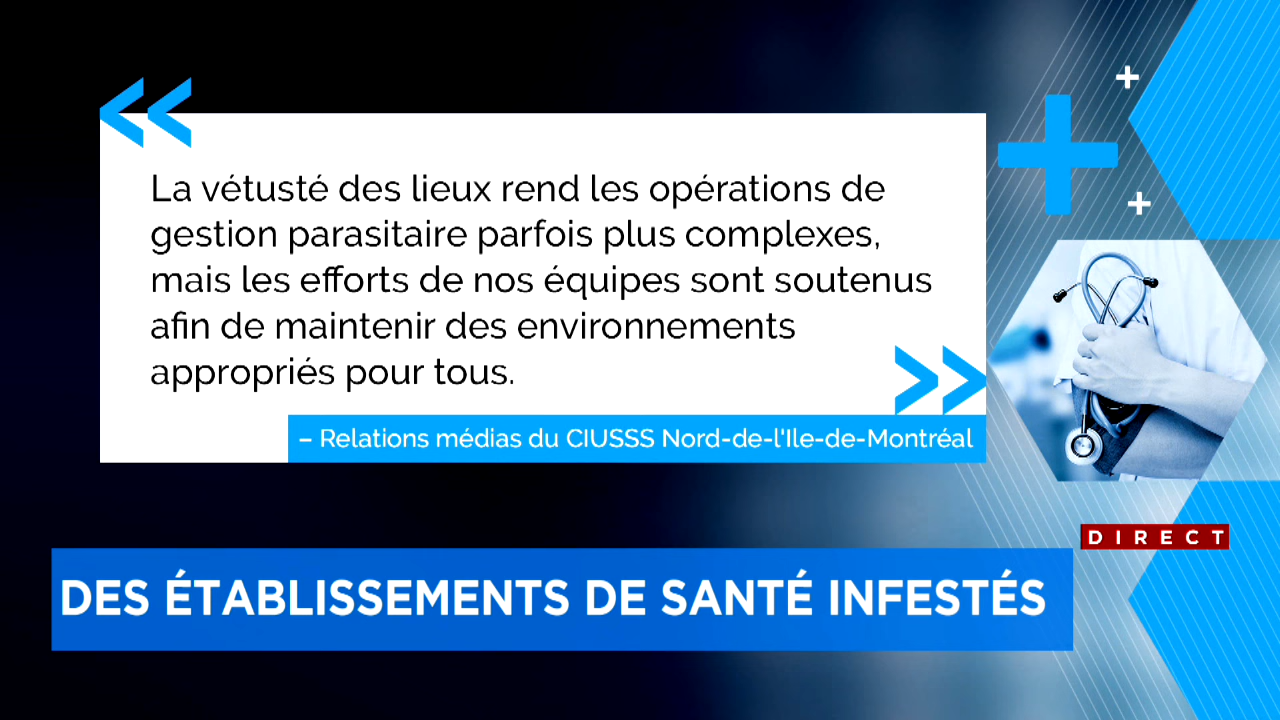 «
La vétusté des lieux rend les opérations de
gestion parasitaire parfois plus complexes,
mais les efforts de nos équipes sont soutenus
afin de maintenir des environnements
appropriés pour tous.
»
– Relations médias du CIUSSS Nord-de-l'Ile-de-Montréal
DIRECT
DES ÉTABLISSEMENTS DE SANTÉ INFESTÉS